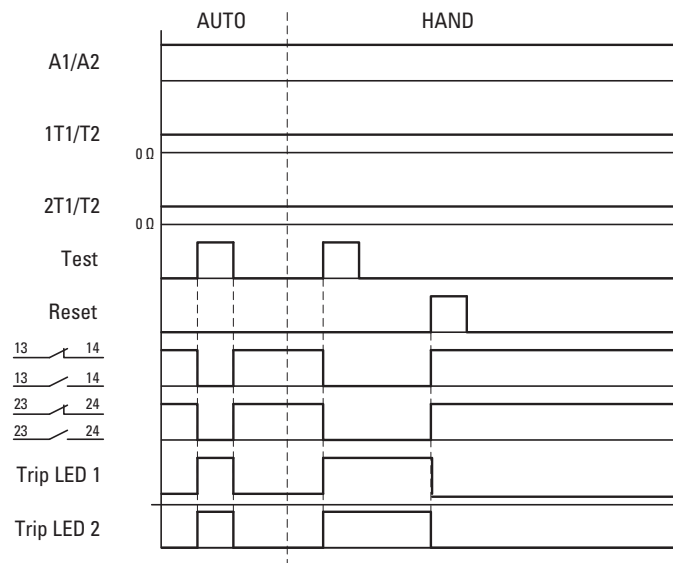 AUTO HAND
A1/A2
1T1/T2
0 Ω
2T1/T2
0 Ω
Test
Reset
13 14
13 14
23 24
23 24
Trip LED 1
Trip LED 2